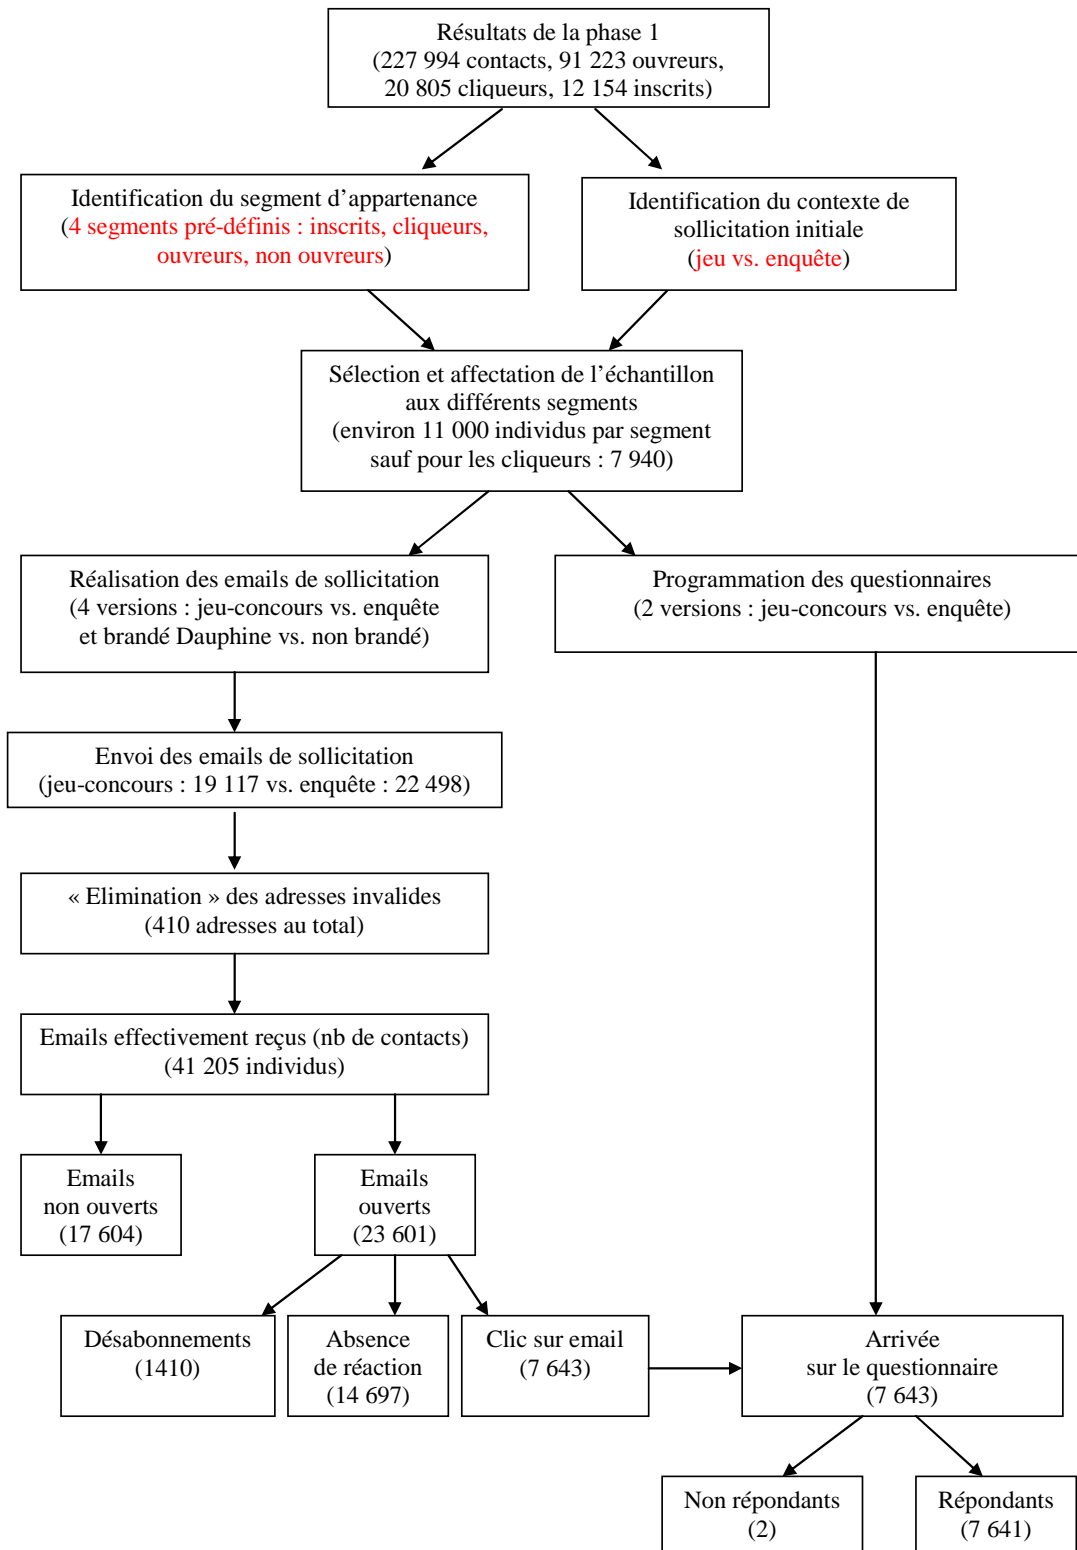 Résultats de la phase 1
(227 994 contacts, 91 223 ouvreurs,
20 805 cliqueurs, 12 154 inscrits)
Identification du segment d’appartenance
(4 segments pré-définis : inscrits, cliqueurs,
ouvreurs, non ouvreurs)
Identification du contexte de
sollicitation initiale
(jeu vs. enquête)
Sélection et affectation de l’échantillon
aux différents segments
(environ 11 000 individus par segment
sauf pour les cliqueurs : 7 940)
Réalisation des emails de sollicitation
(4 versions : jeu-concours vs. enquête
et brandé Dauphine vs. non brandé)
Programmation des questionnaires
(2 versions : jeu-concours vs. enquête)
Envoi des emails de sollicitation
(jeu-concours : 19 117 vs. enquête : 22 498)
« Elimination » des adresses invalides
(410 adresses au total)
Emails effectivement reçus (nb de contacts)
(41 205 individus)
Emails
non ouverts
(17 604)
Emails
ouverts
(23 601)
Désabonnements
(1410)
Absence
de réaction
(14 697)
Clic sur email
(7 643)
Arrivée
sur le questionnaire
(7 643)
Non répondants
(2)
Répondants
(7 641)